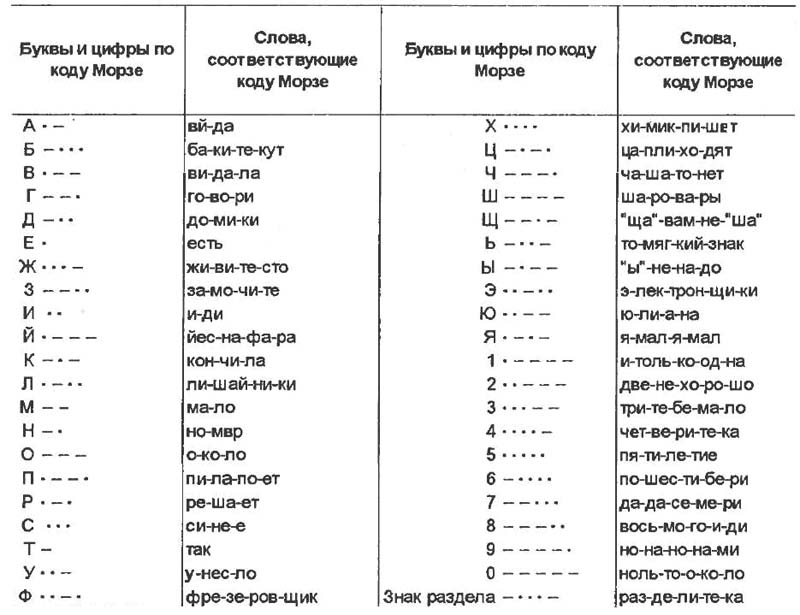 Буквы и цифры по коду Морзе | Слова, соответствующие коду Морзе | Буквы и цифры по коду Морзе | Слова, соответствующие коду Морзе
А · – | вй-да | Х · · · · | хи-мик-пи-шет
Б – · · · | ба-ки-те-кут | Ц – · – · | ца-пли-хо-дят
В · – – | ви-да-ла | Ч – – – · | ча-ша-то-нет
Г – – · | го-во-ри | Ш – – – – | ша-ро-ва-ры
Д – · · | до-ми-ки | Щ – – · – | "ща"-вам-не-"ша"
Е · | есть | Ь – · · – | то-мяг-кий-знак
Ж · · · – | жи-ви-те-сто | Ы – · – – | "ы"-не-на-до
З – – · · | за-мо-чи-те | Э · · – · · | э-лек-трон-щи-ки
И · · | и-ди | Ю · · – – | ю-ли-а-на
Й · – – – | йес-на-фа-ра | Я · – · – | я-мал-я-мал
К – · – | кон-чи-ла | 1 · – – – – | и-толь-ко-од-на
Л · – · · | ли-шай-ни-ки | 2 · · – – – | две-не-хо-ро-шо
М – – | ма-ло | 3 · · · – – | три-те-бе-ма-ло
Н – · | но-мвр | 4 · · · · – | чет-ве-ри-те-ка
О – – – | о-ко-ло | 5 · · · · · | пя-ти-ле-тие
П · – – · | пи-ла-ло-ет | 6 – · · · · | по-шес-ти-бе-ри
Р · – · | ре-ша-ет | 7 – – · · · | да-да-се-ме-ри
С · · · | си-не-е | 8 – – – · · | вось-мо-го-и-ди
Т – | так | 9 – – – – · | но-на-но-на-ми
У · · – | у-нес-ло | 0 – – – – – | ноль-то-о-ко-ло
Ф · · – · | фре-зе-ров-щик | Знак раздела – · · · – | раз-де-ли-те-ка